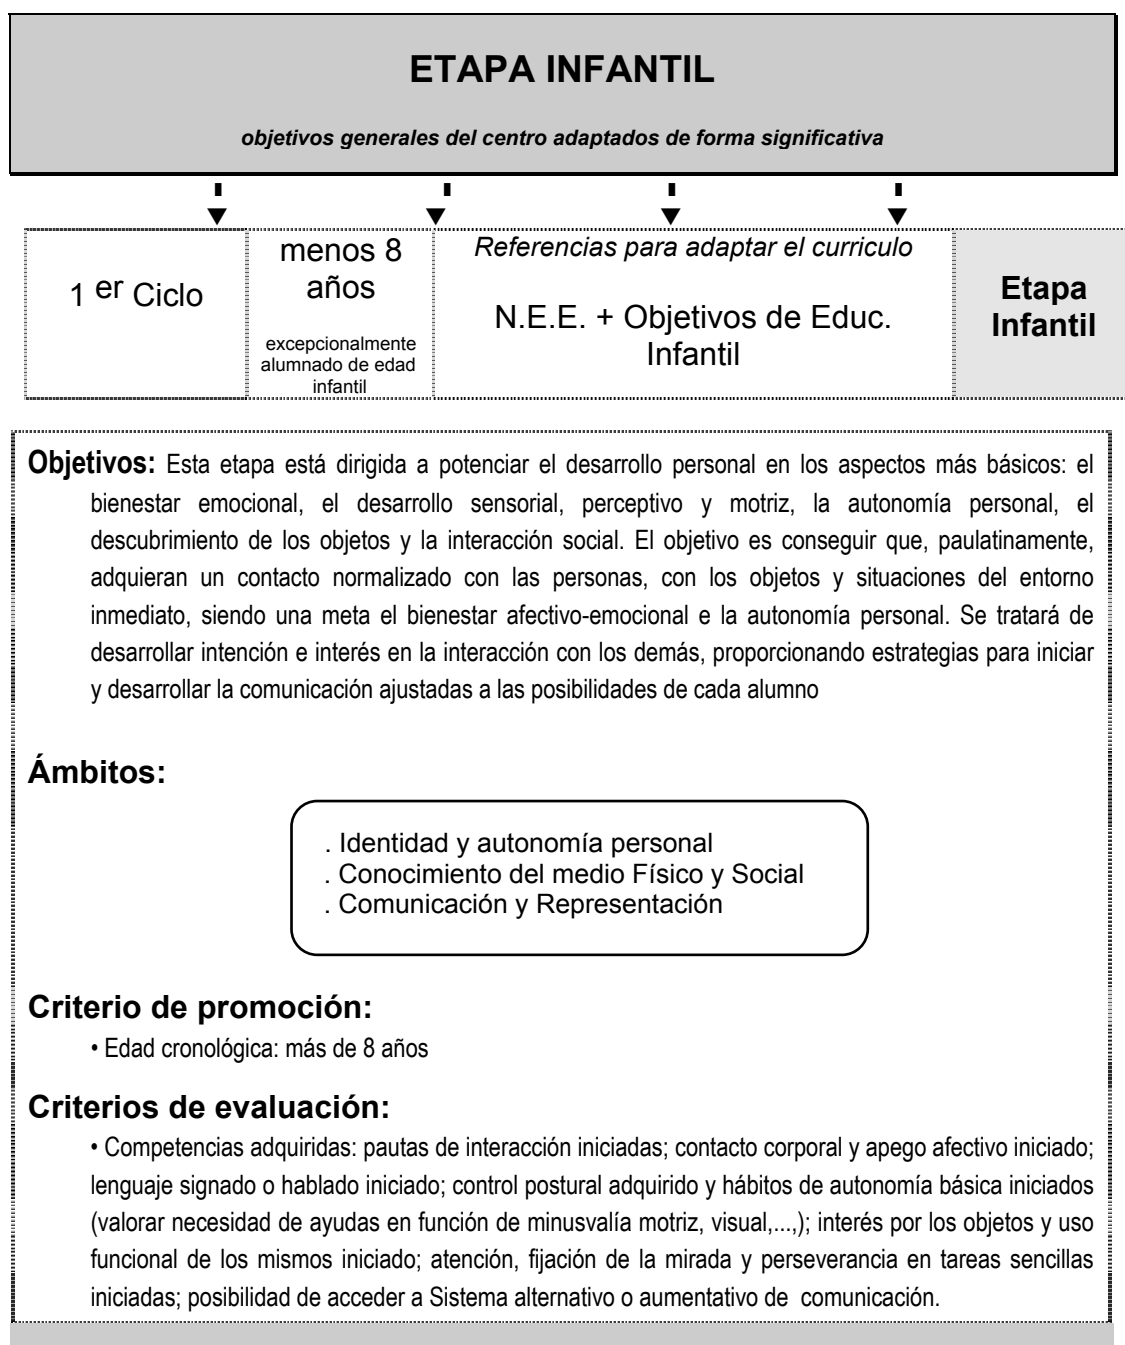 ETAPA INFANTIL
objetivos generales del centro adaptados de forma significativa
1 er Ciclo
menos 8
años
excepcionalmente
alumnado de edad
infantil
Referencias para adaptar el curriculo
N.E.E. + Objetivos de Educ.
Infantil
Etapa
Infantil
Objetivos: Esta etapa está dirigida a potenciar el desarrollo personal en los aspectos más básicos: el
bienestar emocional, el desarrollo sensorial, perceptivo y motriz, la autonomía personal, el
descubrimiento de los objetos y la interacción social. El objetivo es conseguir que, paulatinamente,
adquieran un contacto normalizado con las personas, con los objetos y situaciones del entorno
inmediato, siendo una meta el bienestar afectivo-emocional e la autonomía personal. Se tratará de
desarrollar intención e interés en la interacción con los demás, proporcionando estrategias para iniciar
y desarrollar la comunicación ajustadas a las posibilidades de cada alumno
Ámbitos:
. Identidad y autonomía personal
. Conocimiento del medio Físico y Social
. Comunicación y Representación
Criterio de promoción:
• Edad cronológica: más de 8 años
Criterios de evaluación:
• Competencias adquiridas: pautas de interacción iniciadas; contacto corporal y apego afectivo iniciado;
lenguaje signado o hablado iniciado; control postural adquirido y hábitos de autonomía básica iniciados
(valorar necesidad de ayudas en función de minusvalía motriz, visual,...,); interés por los objetos y uso
funcional de los mismos iniciado; atención, fijación de la mirada y perseverancia en tareas sencillas
iniciadas; posibilidad de acceder a Sistema alternativo o aumentativo de comunicación.